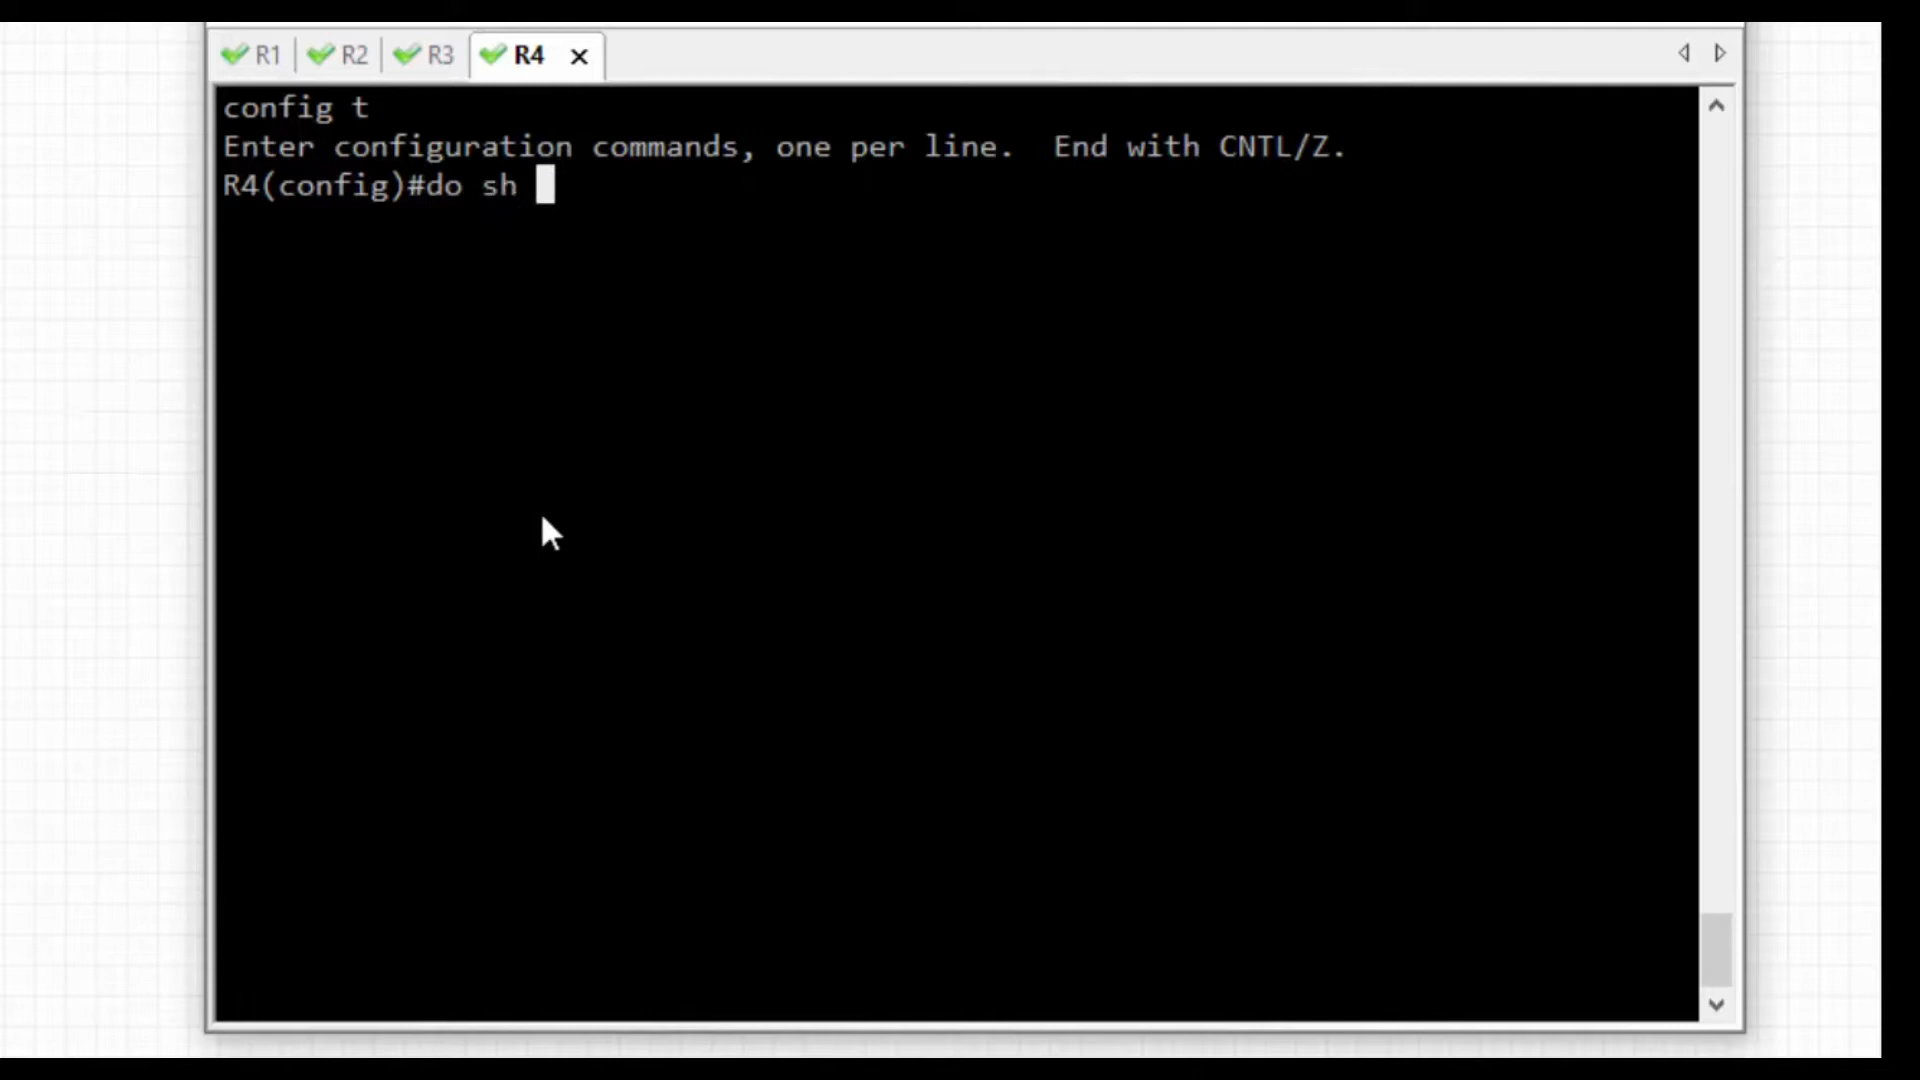 R1 R2 R3 R4
config t
Enter configuration commands, one per line.  End with CNTL/Z.
R4(config)#do sh